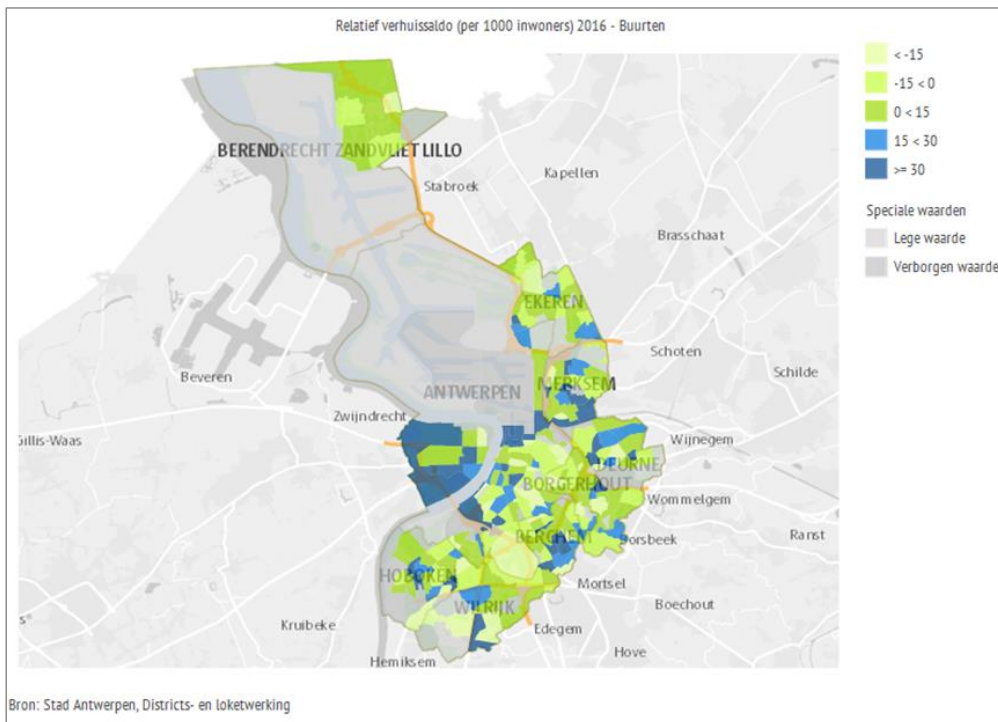 Relatief verhuissaldo (per 1000 inwoners) 2016 - Buurten
< -15
-15 < 0
0 < 15
15 < 30
>= 30
Speciale waarden
Lege waarde
Verborgen waarde
BERENDRECHT ZANDVLIET LILLO
Stabroek
Kapellen
Brasschaat
EKEREN
Schoten
Schilde
Beveren
ANTWERPEN
MERKSEM
Zwijndrecht
Gillis-Waas
Wijnegem
DEURNE
BORGERHOUT
Wommelgem
Ranst
BERCHEM
HOBOKEN
Mortsel
WILRIJK
Boechout
Kruibeke
Edegem
Hove
Hemiksem
Bron: Stad Antwerpen, Districts- en loketwerking